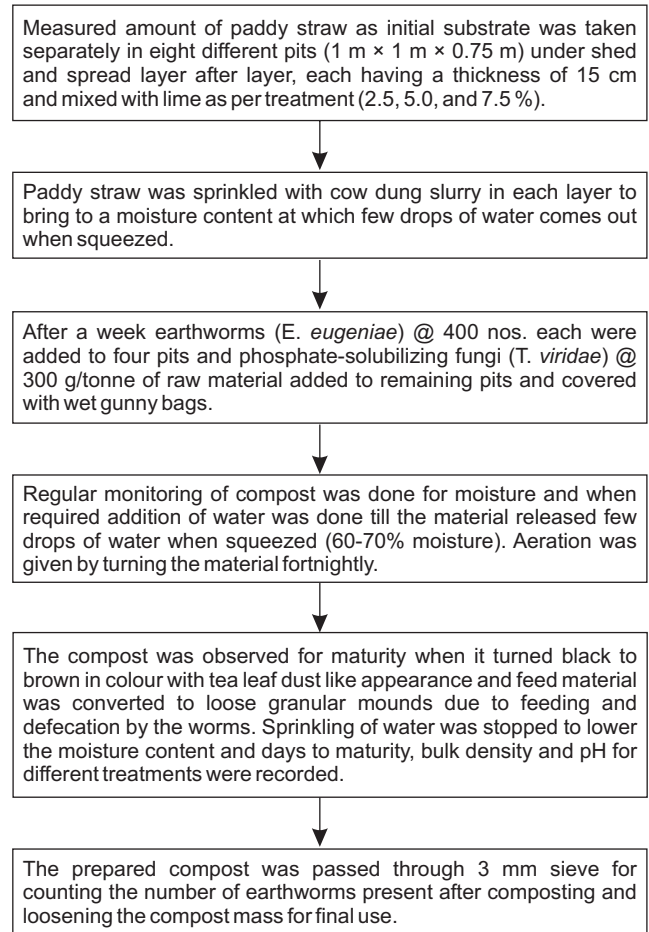 Measured amount of paddy straw as initial substrate was taken
separately in eight different pits (1 m × 1 m × 0.75 m) under shed
and spread layer after layer, each having a thickness of 15 cm
and mixed with lime as per treatment (2.5, 5.0, and 7.5 %).
Paddy straw was sprinkled with cow dung slurry in each layer to
bring to a moisture content at which few drops of water comes out
when squeezed.
After a week earthworms (E. eugeniae) @ 400 nos. each were
added to four pits and phosphate-solubilizing fungi (T. viridae) @
300 g/tonne of raw material added to remaining pits and covered
with wet gunny bags.
Regular monitoring of compost was done for moisture and when
required addition of water was done till the material released few
drops of water when squeezed (60-70% moisture). Aeration was
given by turning the material fortnightly.
The compost was observed for maturity when it turned black to
brown in colour with tea leaf dust like appearance and feed material
was converted to loose granular mounds due to feeding and
defecation by the worms. Sprinkling of water was stopped to lower
the moisture content and days to maturity, bulk density and pH for
different treatments were recorded.
The prepared compost was passed through 3 mm sieve for
counting the number of earthworms present after composting and
loosening the compost mass for final use.